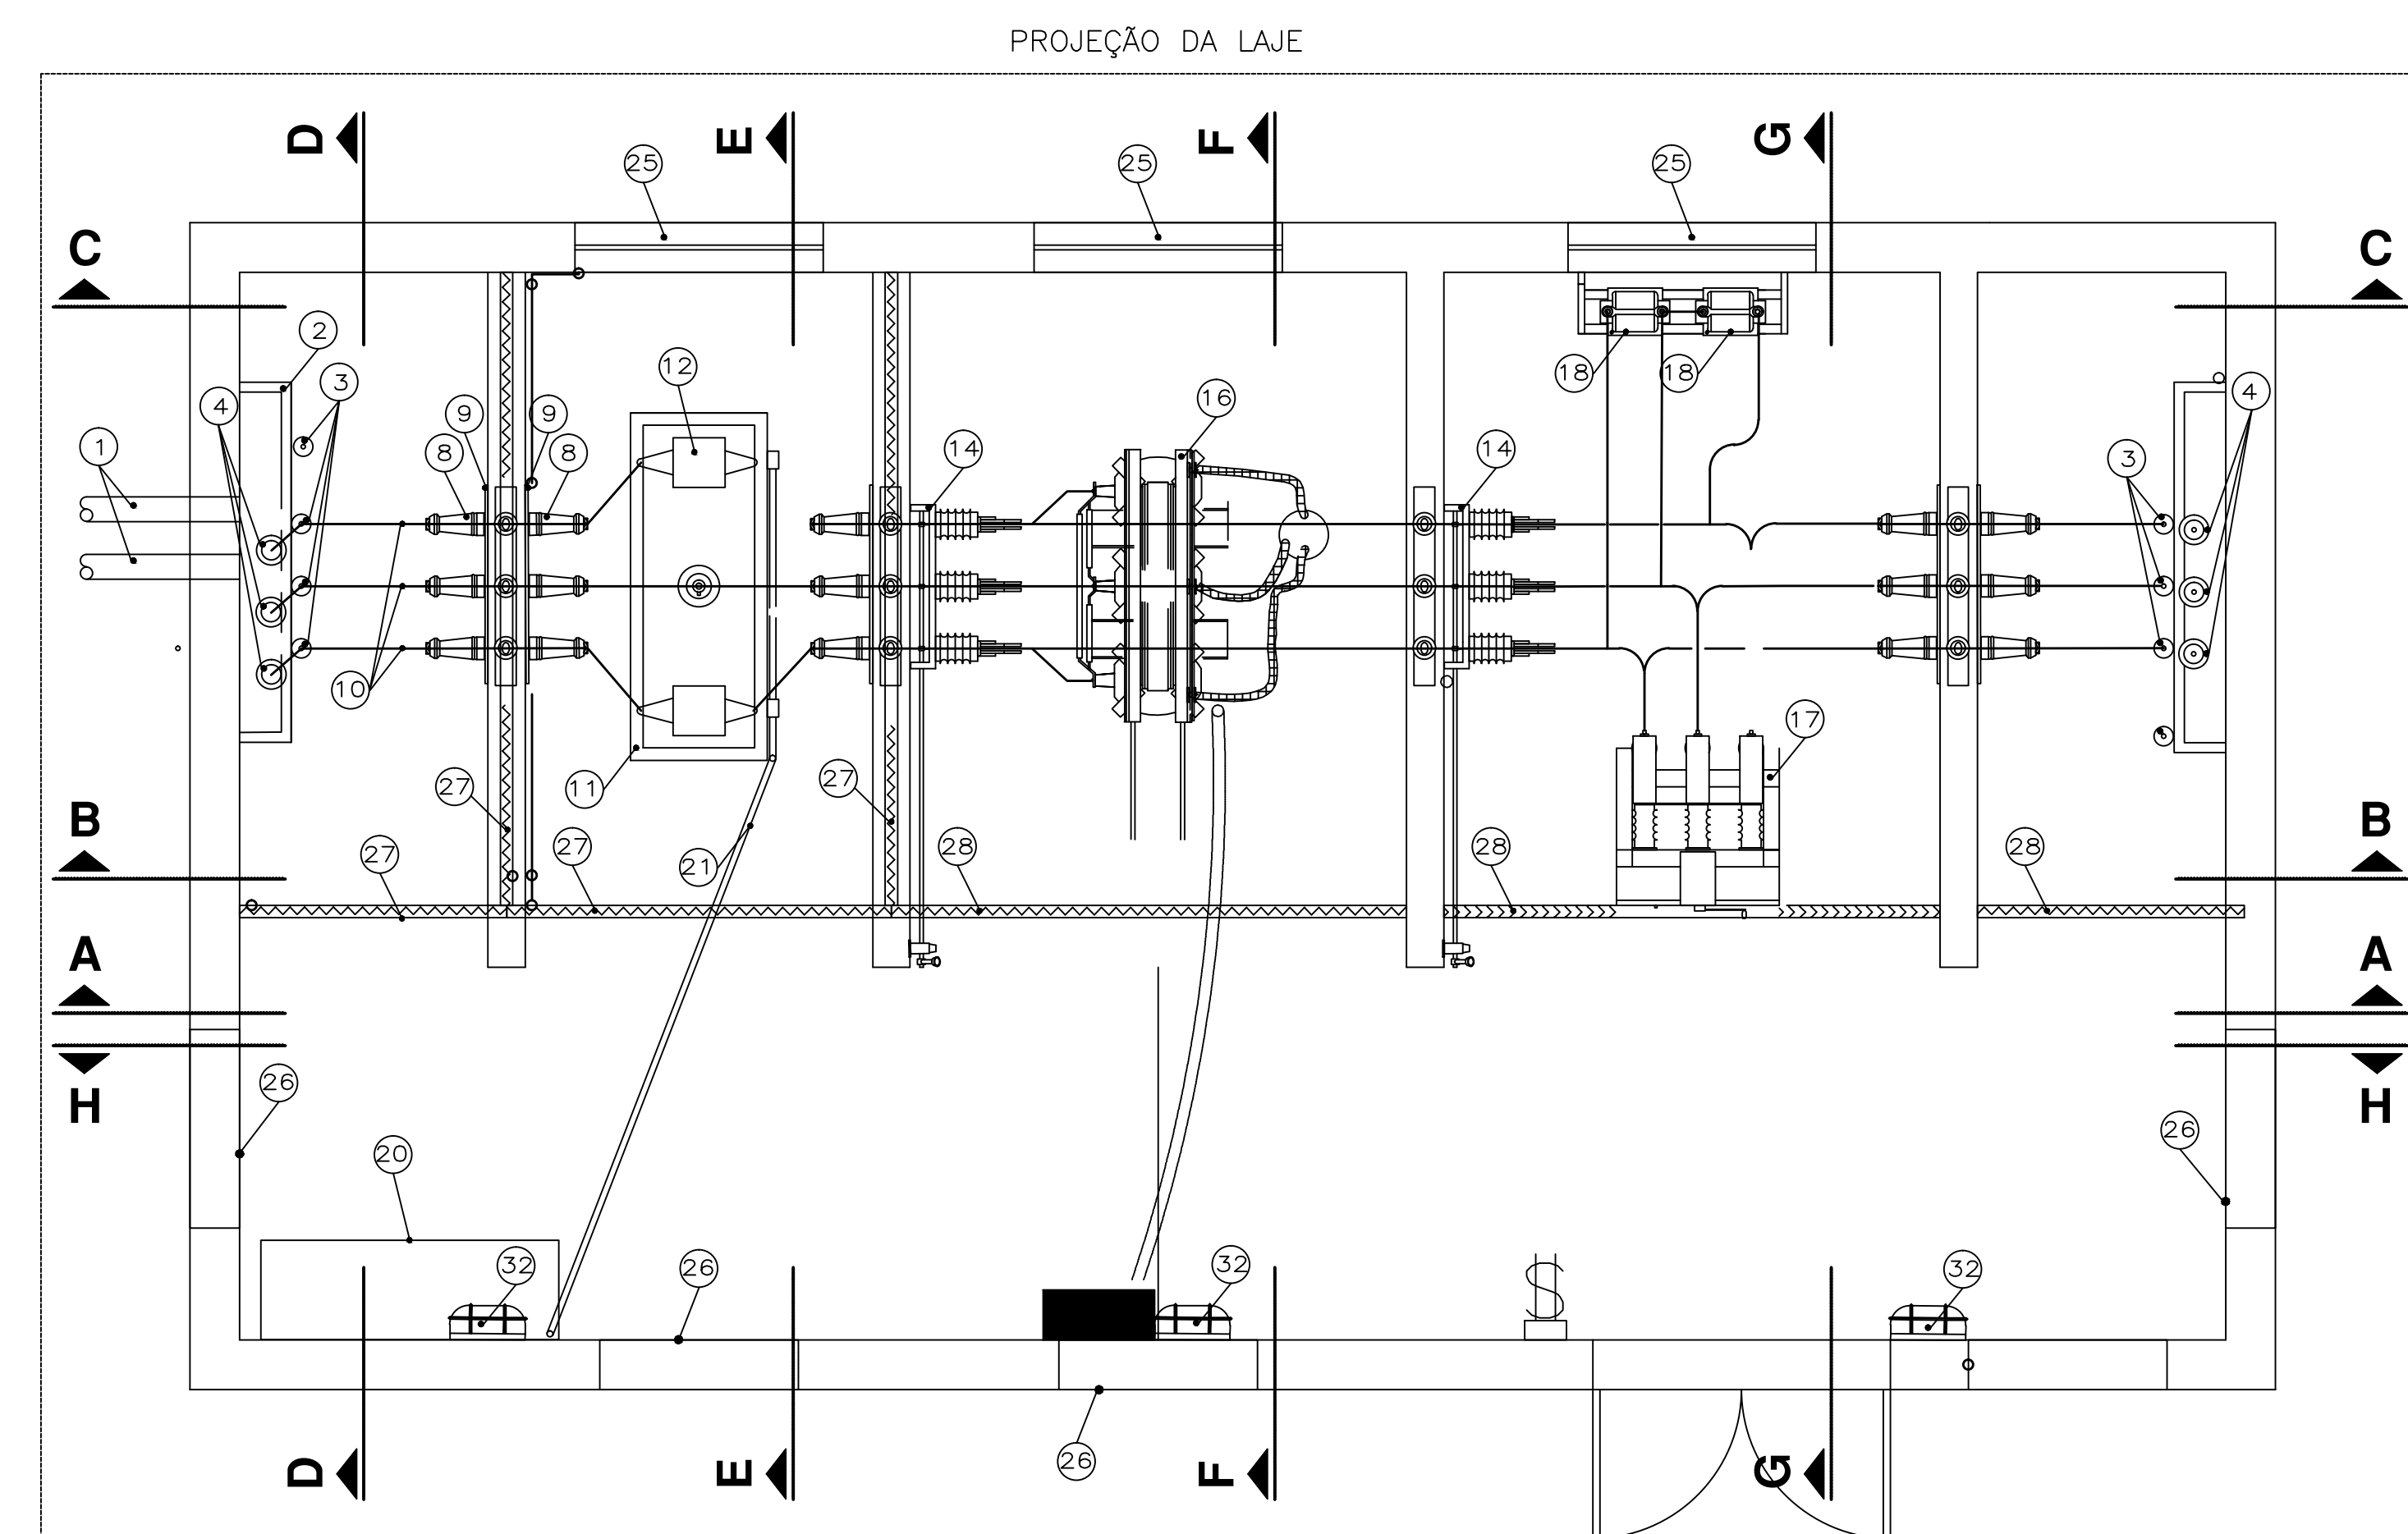 PROJEÇÃO DA LAJE
D E F G
25 25 25
C C
2
3
12
4 9 9 16 18 18 4
1 8 8 14 14 3
10
17
11 27 27
B B
27 27 21 28 28 28
A A
H H
26 26
20
32 26 32 32
S
26
D E F G